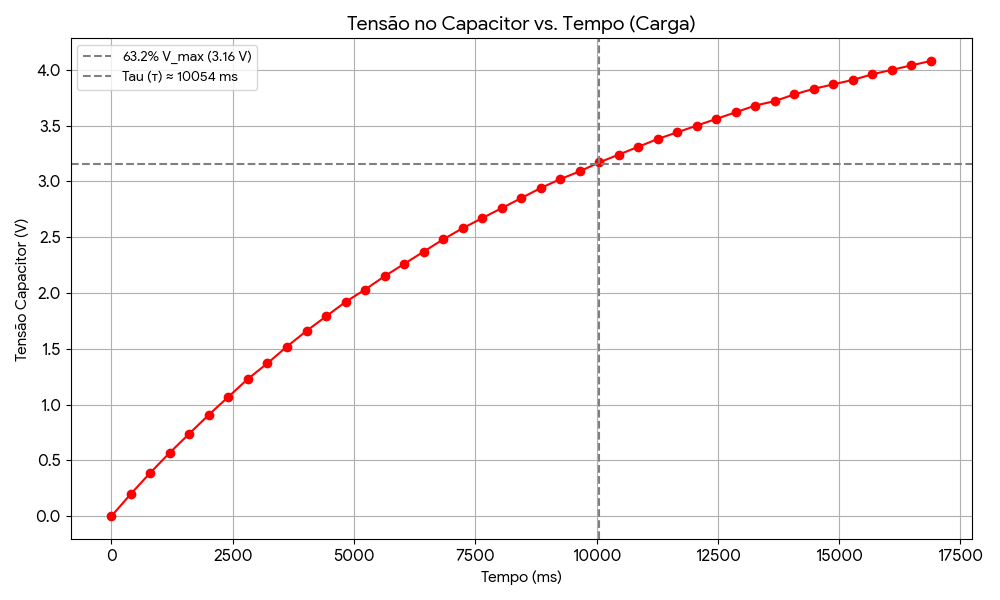 Tensão no Capacitor vs. Tempo (Carga)
63.2% V_max (3.16 V)
Tau (τ) ≈ 10054 ms
Tensão Capacitor (V)
4.0
3.5
3.0
2.5
2.0
1.5
1.0
0.5
0.0
0 2500 5000 7500 10000 12500 15000 17500
Tempo (ms)